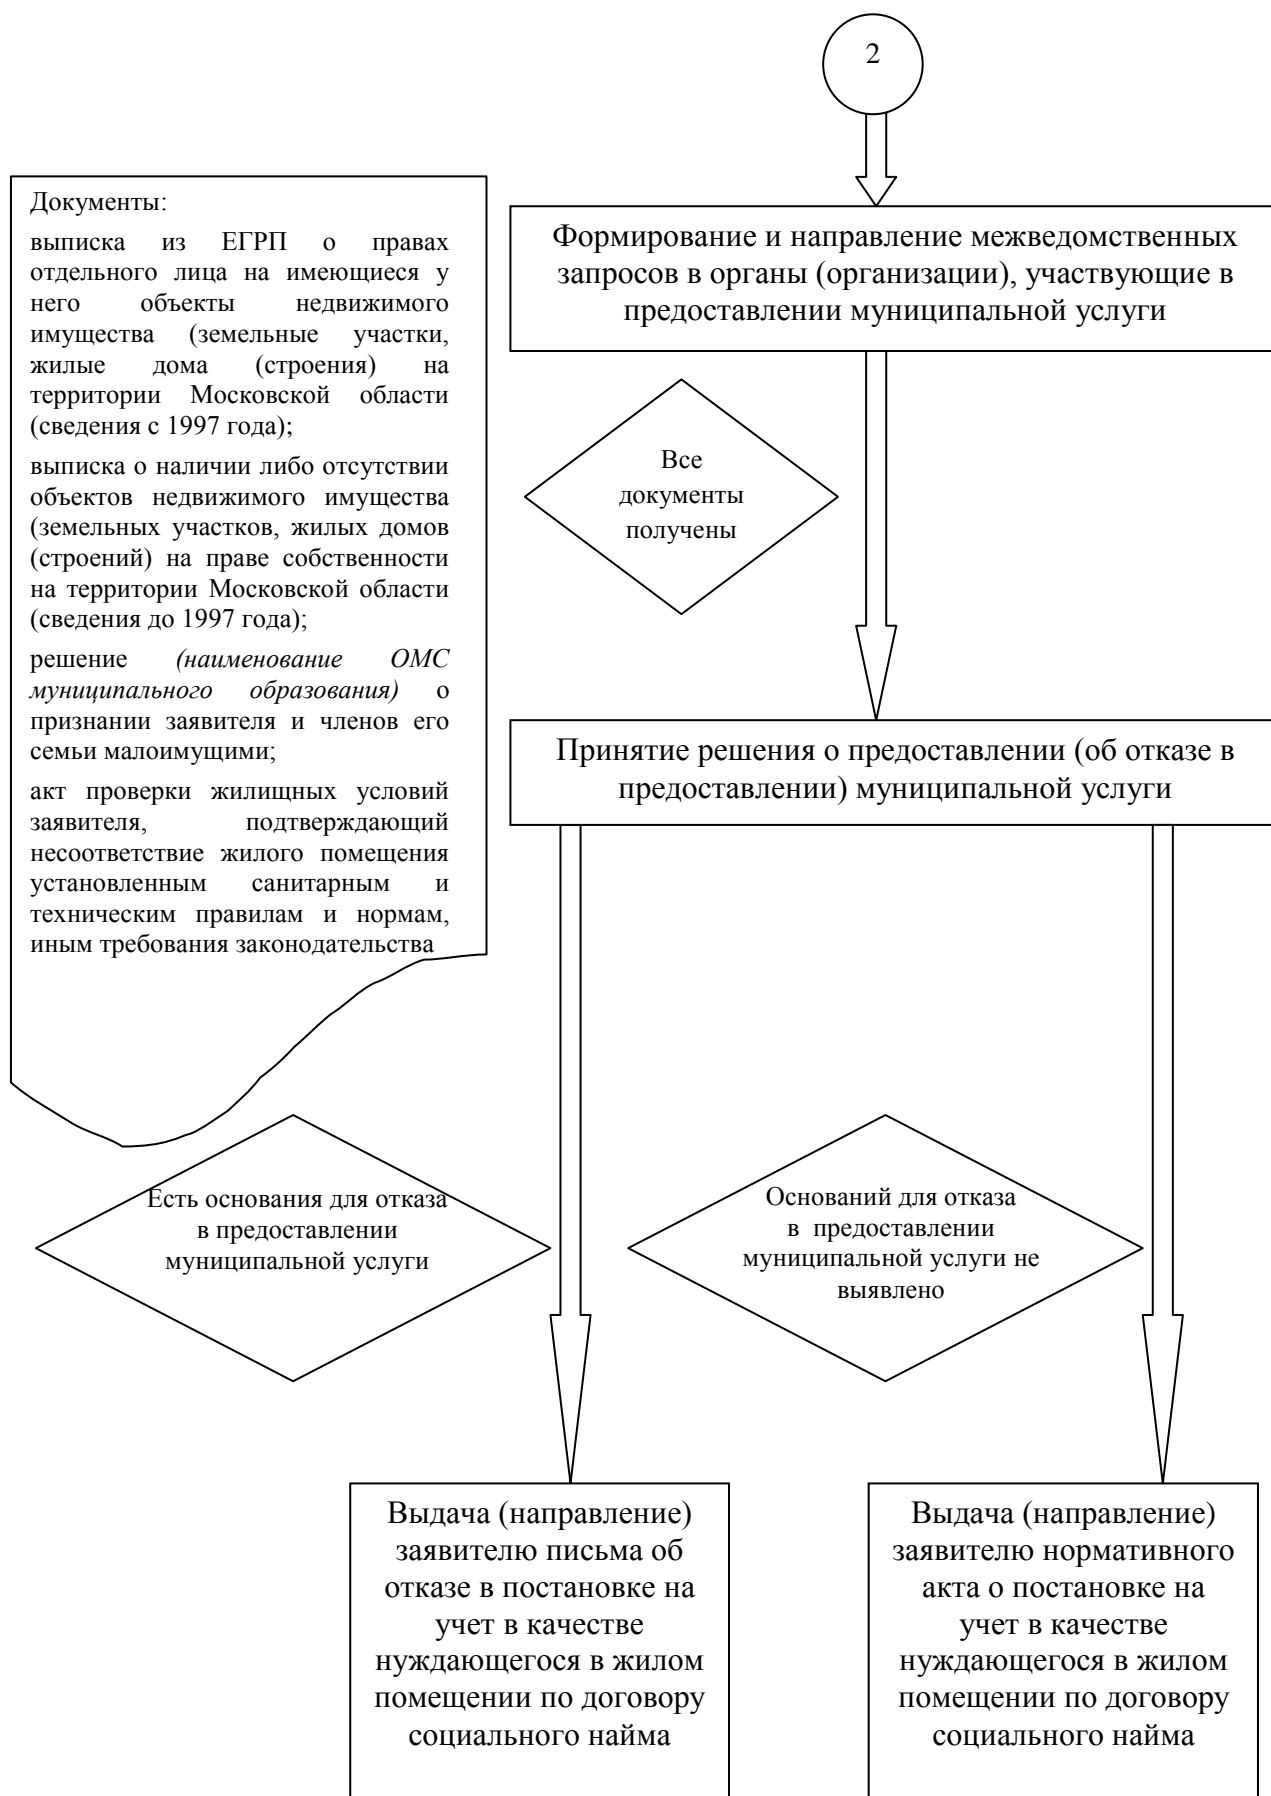 2
Документы:
выписка из ЕГРП о правах
отдельного лица на имеющиеся у
него объекты недвижимого
имущества (земельные участки,
жилые дома (строения) на
территории Московской области
(сведения с 1997 года);
выписка о наличии либо отсутствии
объектов недвижимого имущества
(земельных участков, жилых домов
(строений) на праве собственности
на территории Московской области
(сведения до 1997 года);
решение (наименование ОМС
муниципального образования) о
признании заявителя и членов его
семьи малоимущими;
акт проверки жилищных условий
заявителя, подтверждающий
несоответствие жилого помещения
установленным санитарным и
техническим правилам и нормам,
иным требования законодательства
Формирование и направление межведомственных
запросов в органы (организации), участвующие в
предоставлении муниципальной услуги
Все
документы
получены
Принятие решения о предоставлении (об отказе в
предоставлении) муниципальной услуги
Есть основания для отказа
в предоставлении
муниципальной услуги
Оснований для отказа
в предоставлении
муниципальной услуги не
выявлено
Выдача (направление)
заявителю письма об
отказе в постановке на
учет в качестве
нуждающегося в жилом
помещении по договору
социального найма
Выдача (направление)
заявителю нормативного
акта о постановке на
учет в качестве
нуждающегося в жилом
помещении по договору
социального найма